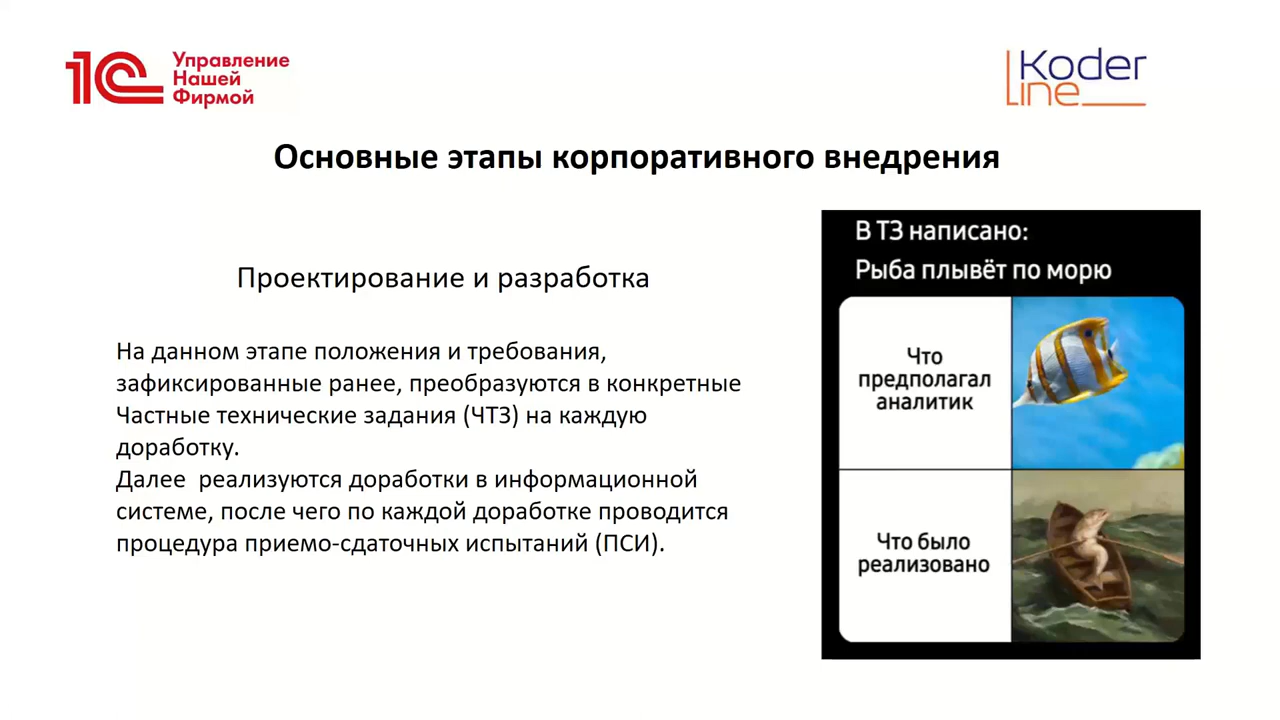 1С
Управление
Нашей
Фирмой
Koder
Line
Основные этапы корпоративного внедрения
Проектирование и разработка
На данном этапе положения и требования,
зафиксированные ранее, преобразуются в конкретные
Частные технические задания (ЧТЗ) на каждую
доработку.
Далее  реализуются доработки в информационной
системе, после чего по каждой доработке проводится
процедура приемо-сдаточных испытаний (ПСИ).
В ТЗ написано:
Рыба плывёт по морю
Что
предполагал
аналитик
Что было
реализовано